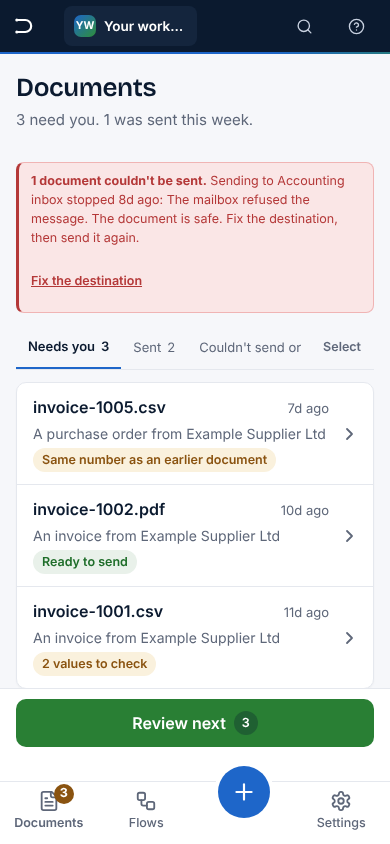 YW Your work...
Documents
3 need you. 1 was sent this week.
1 document couldn't be sent. Sending to Accounting
inbox stopped 8d ago: The mailbox refused the
message. The document is safe. Fix the destination,
then send it again.
Fix the destination
Needs you 3 Sent 2 Couldn't send or Select
invoice-1005.csv 7d ago
A purchase order from Example Supplier Ltd
Same number as an earlier document
invoice-1002.pdf 10d ago
An invoice from Example Supplier Ltd
Ready to send
invoice-1001.csv 11d ago
An invoice from Example Supplier Ltd
2 values to check
Review next 3
3
Documents Flows Settings